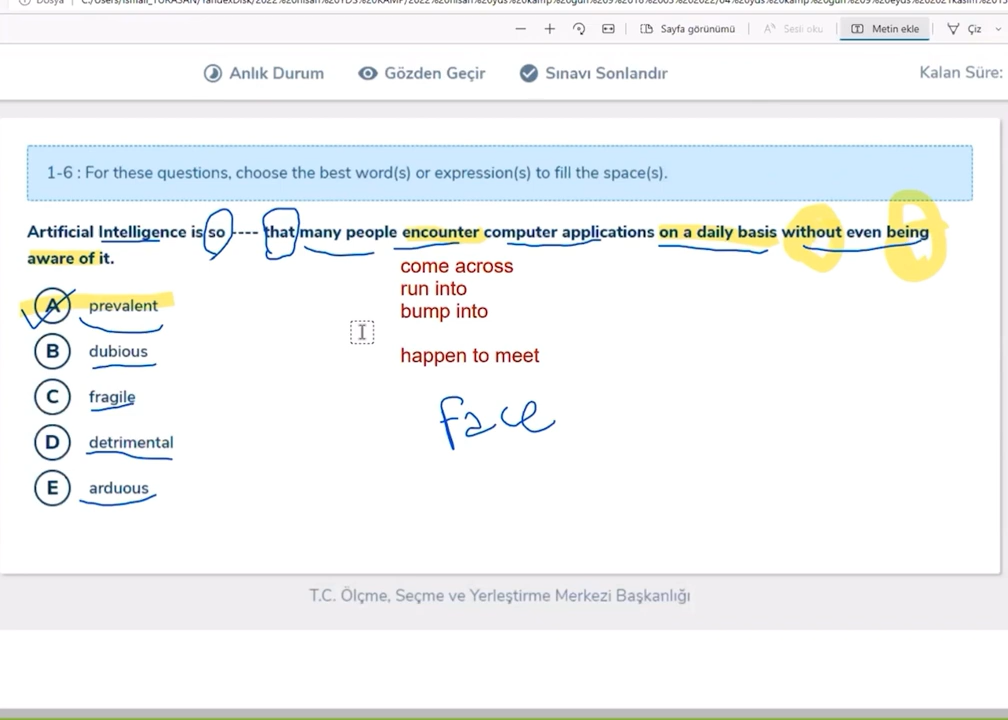 Dosya
Sayfa görünümü
Sesli oku
Metin ekle
Çiz
Anlık Durum
Gözden Geçir
Sınavı Sonlandır
Kalan Süre:
1-6 : For these questions, choose the best word(s) or expression(s) to fill the space(s).
Artificial Intelligence is so ---- that many people encounter computer applications on a daily basis without even being
aware of it.
come across
run into
bump into
happen to meet
face
A prevalent
B dubious
C fragile
D detrimental
E arduous
T.C. Ölçme, Seçme ve Yerleştirme Merkezi Başkanlığı